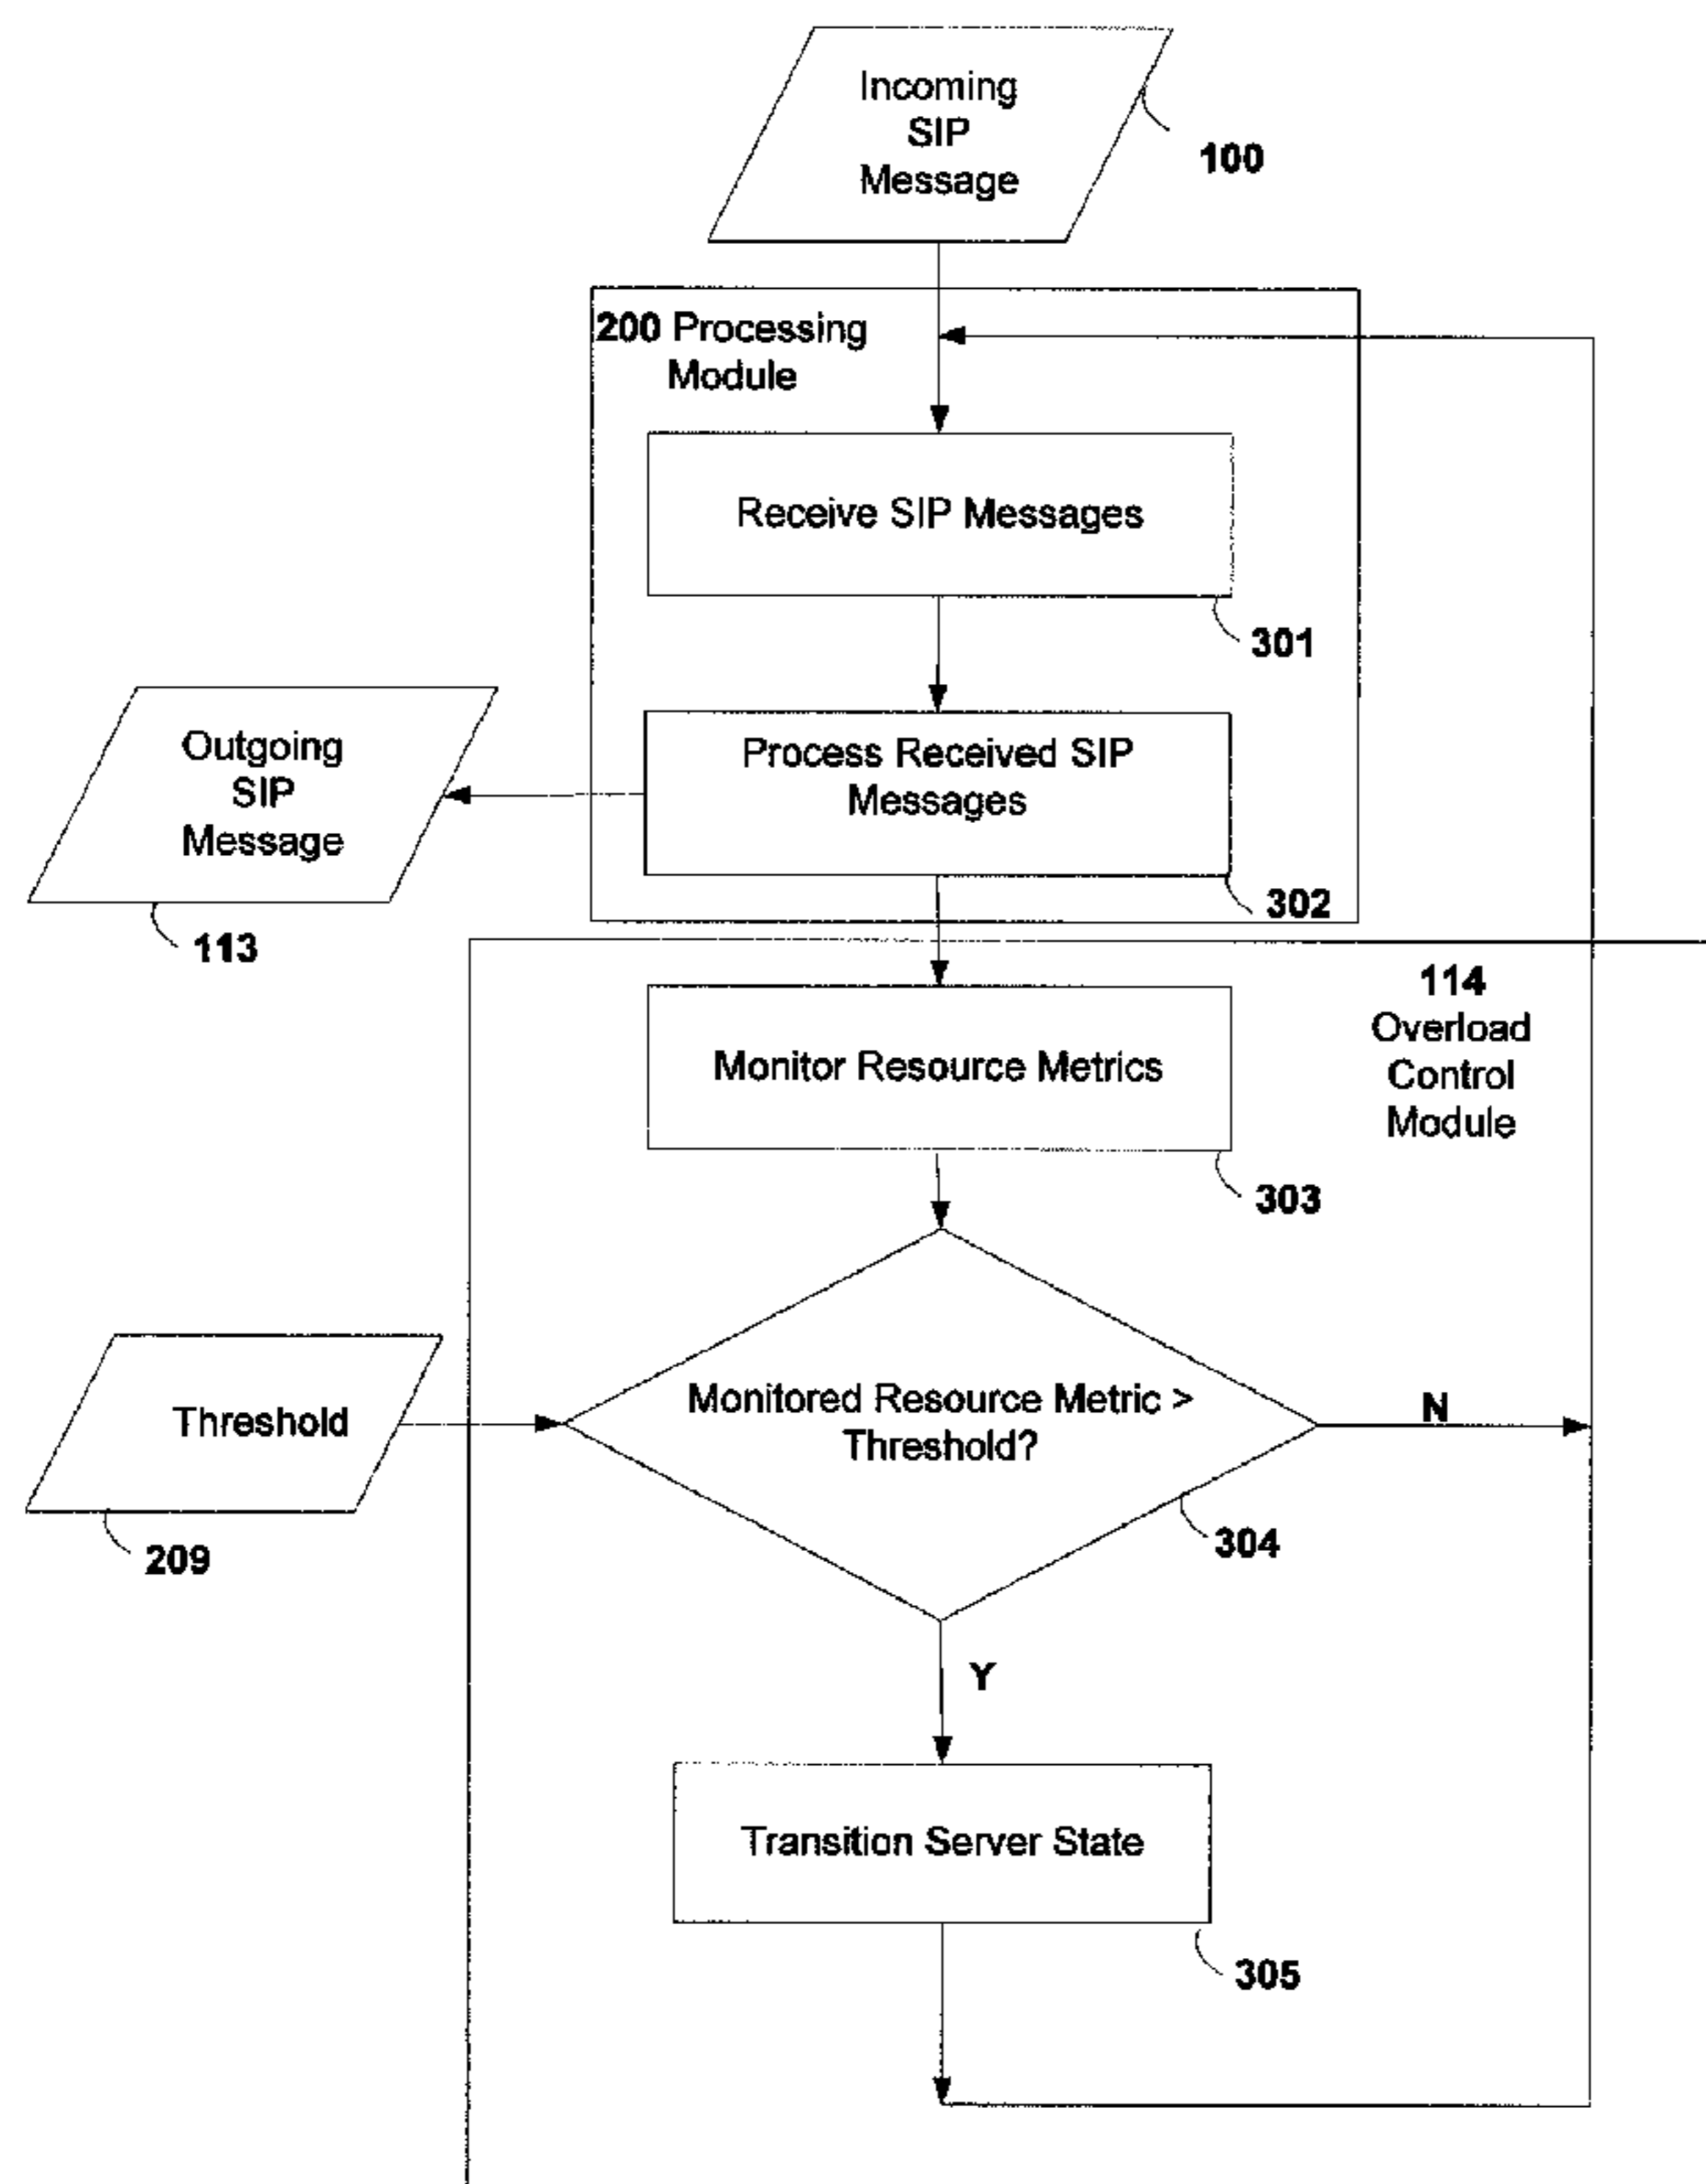 Incoming
SIP
Message
100
200 Processing
Module
Receive SIP Messages
301
Process Received SIP
Messages
302
Outgoing
SIP
Message
113
114
Overload
Control
Module
Monitor Resource Metrics
303
Monitored Resource Metric >
Threshold?
N
304
Threshold
209
Y
Transition Server State
305